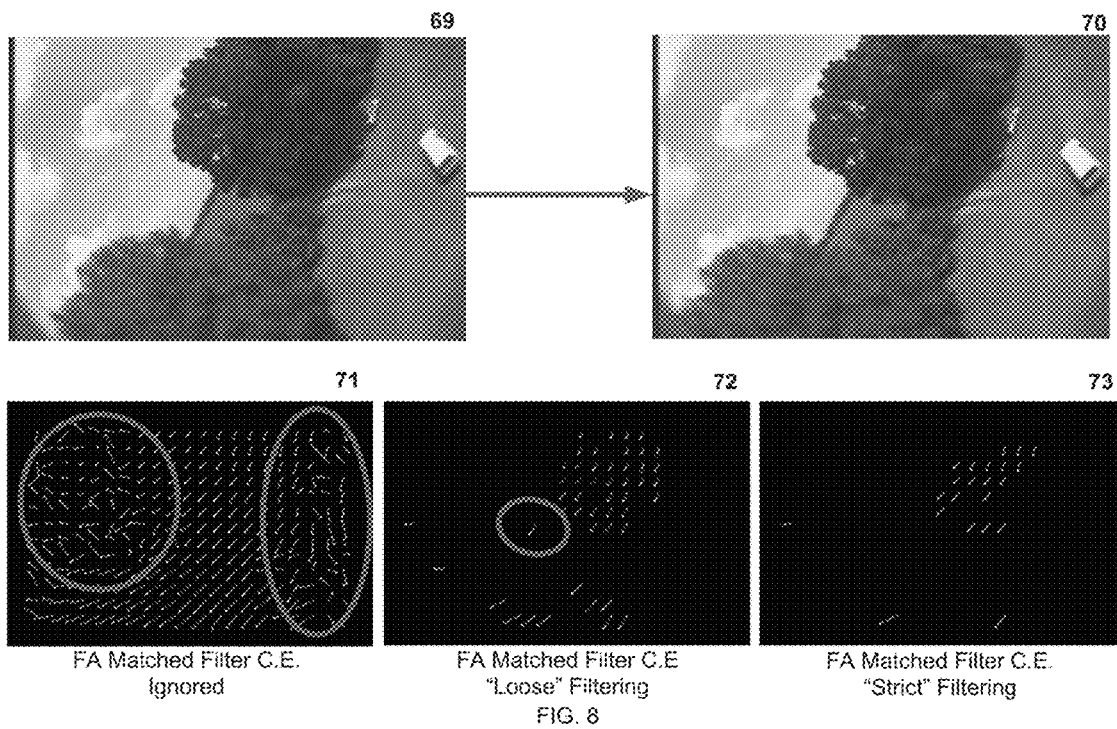 69
70
71
72
73
FA Matched Filter C.E.
Ignored
FA Matched Filter C.E
“Loose” Filtering
FA Matched Filter C.E.
“Strict” Filtering
FIG. 8